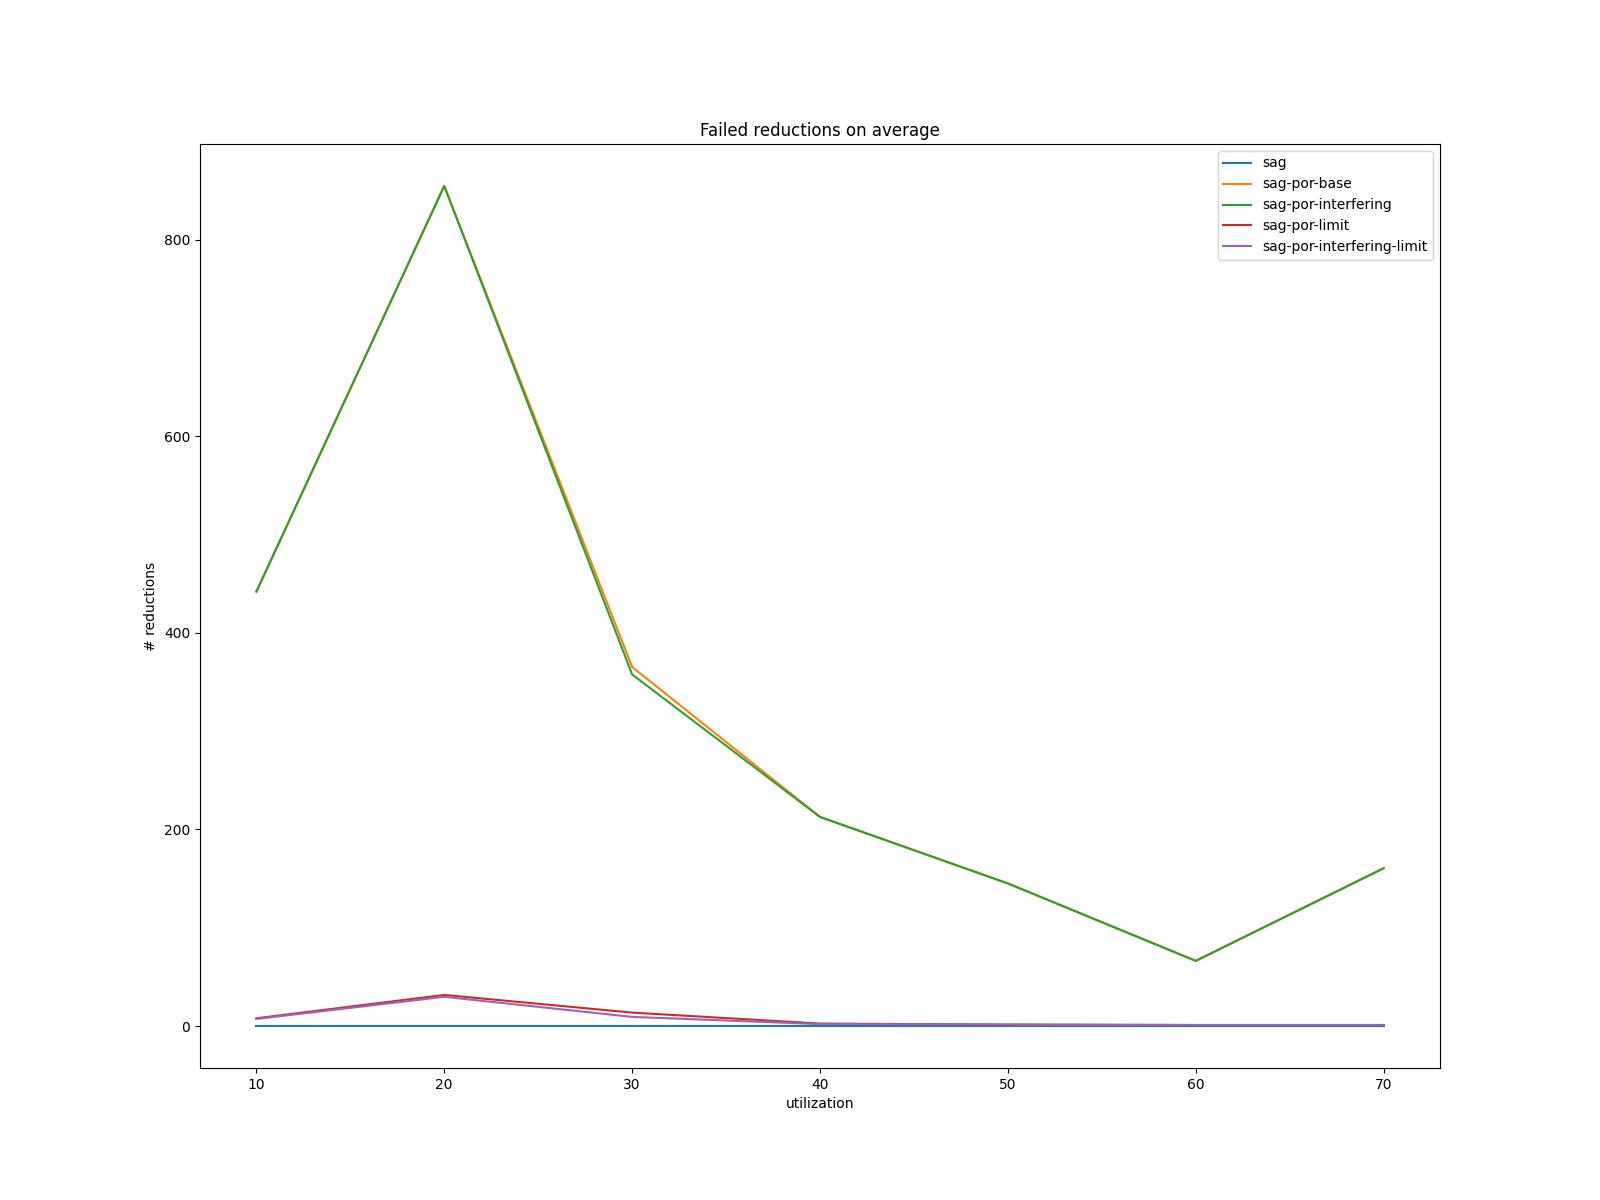 Failed reductions on average
sag
sag-por-base
sag-por-interfering
sag-por-limit
sag-por-interfering-limit
# reductions
800
600
400
200
0
10 20 30 40 50 60 70
utilization